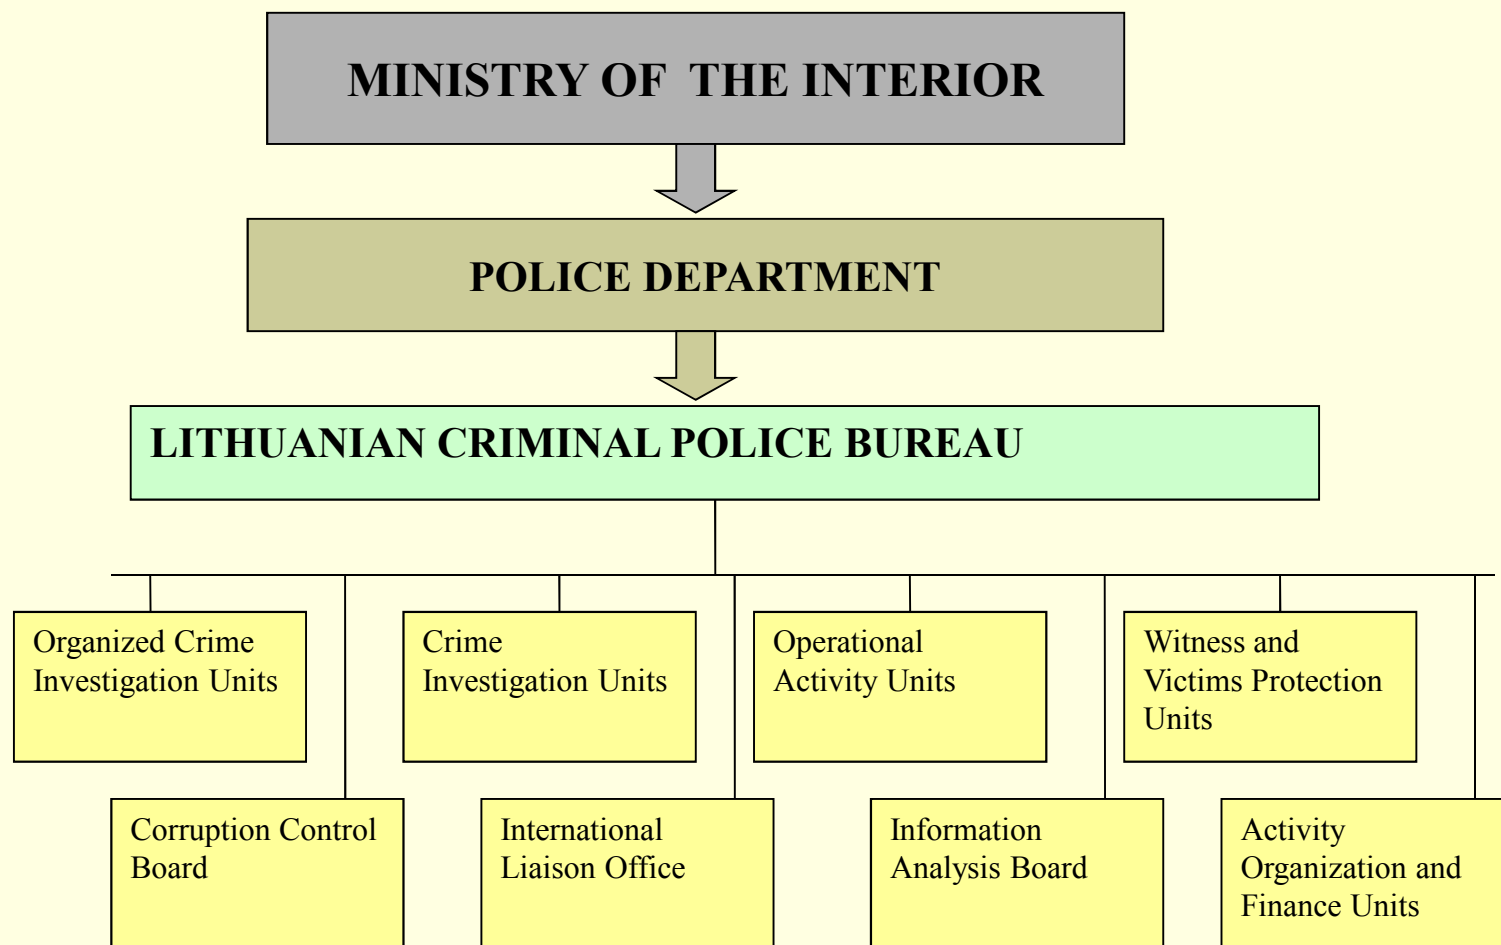 MINISTRY OF THE INTERIOR
POLICE DEPARTMENT
LITHUANIAN CRIMINAL POLICE BUREAU
Organized Crime
Investigation Units
Crime
Investigation Units
Operational
Activity Units
Witness and
Victims Protection
Units
Corruption Control
Board
International
Liaison Office
Information
Analysis Board
Activity
Organization and
Finance Units